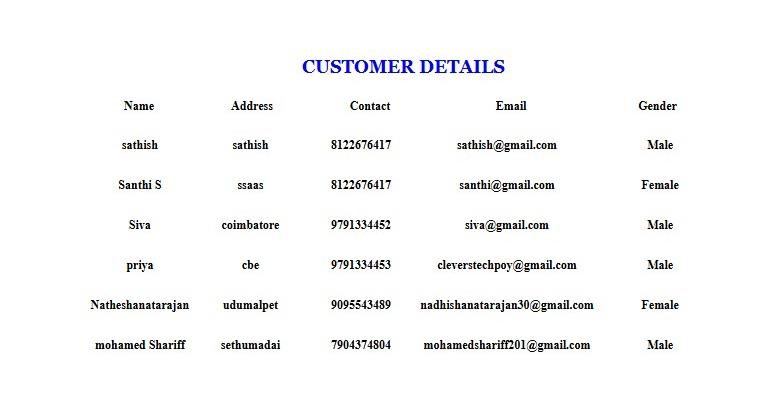 CUSTOMER DETAILS
Name Address Contact Email Gender
sathish sathish 8122676417 sathish@gmail.com Male
Santhi S ssaas 8122676417 santhi@gmail.com Female
Siva coimbatore 9791334452 siva@gmail.com Male
priya cbe 9791334453 cleverstechpoy@gmail.com Male
Natheshanatarajan udumalpet 9095543489 nadhishanatarajan30@gmail.com Female
mohamed Shariff sethumadai 7904374804 mohamedshariff201@gmail.com Male